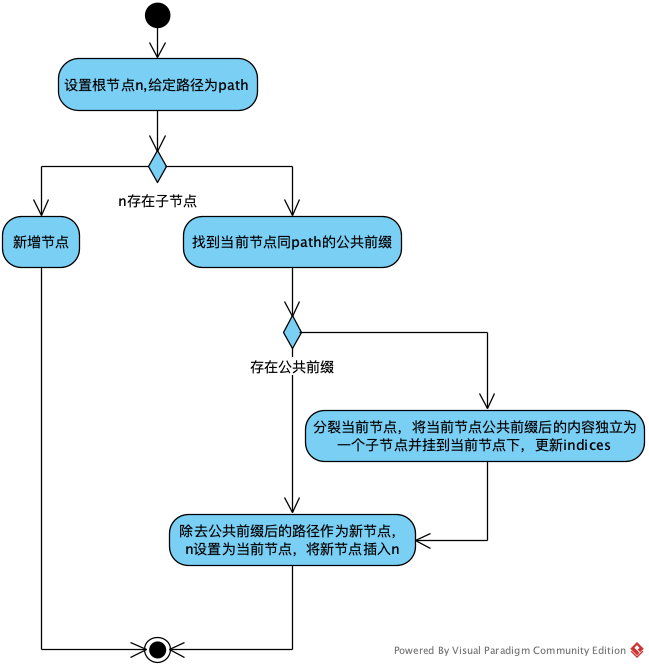 设置根节点n,给定路径为path
n存在子节点
新增节点
找到当前节点同path的公共前缀
存在公共前缀
分裂当前节点，将当前节点公共前缀后的内容独立为
一个子节点并挂到当前节点下，更新indices
除去公共前缀后的路径作为新节点，
n设置为当前节点，将新节点插入n
Powered By Visual Paradigm Community Edition